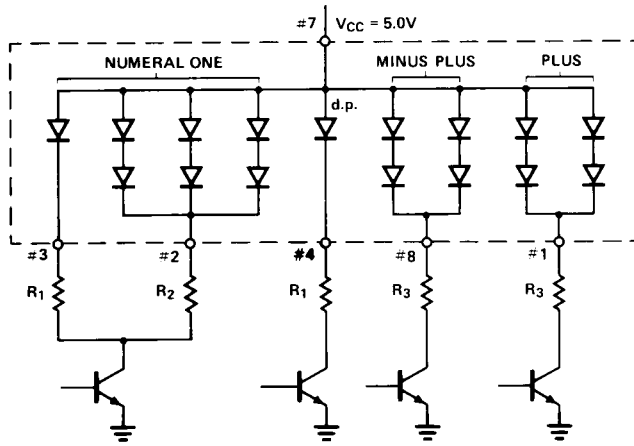 #7 VCC = 5.0V
NUMERAL ONE MINUS PLUS PLUS
d.p.
#3 #2 #4 #8 #1
R1 R2 R1 R3 R3